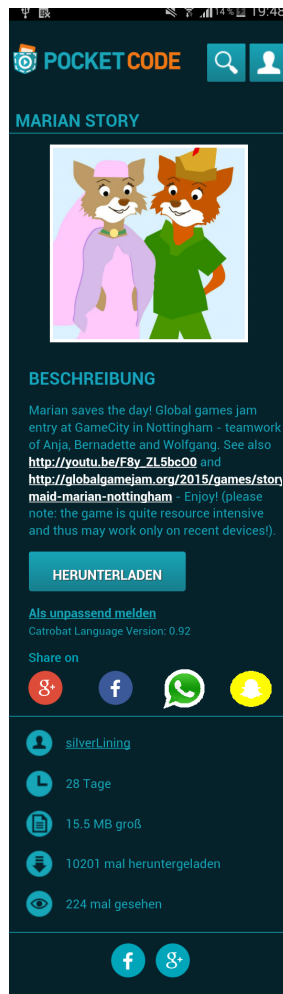 14% 19:48
POCKET CODE
MARIAN STORY
BESCHREIBUNG
Marian saves the day! Global games jam
entry at GameCity in Nottingham - teamwork
of Anja, Bernadette and Wolfgang. See also
http://youtu.be/F8y_ZL5bcO0 and
http://globalgamejam.org/2015/games/story
maid-marian-nottingham - Enjoy! (please
note: the game is quite resource intensive
and thus may work only on recent devices!).
HERUNTERLADEN
Als unpassend melden
Catrobat Language Version: 0.92
Share on
g+ f
silverLining
28 Tage
15.5 MB groß
10201 mal heruntergeladen
224 mal gesehen
f g+